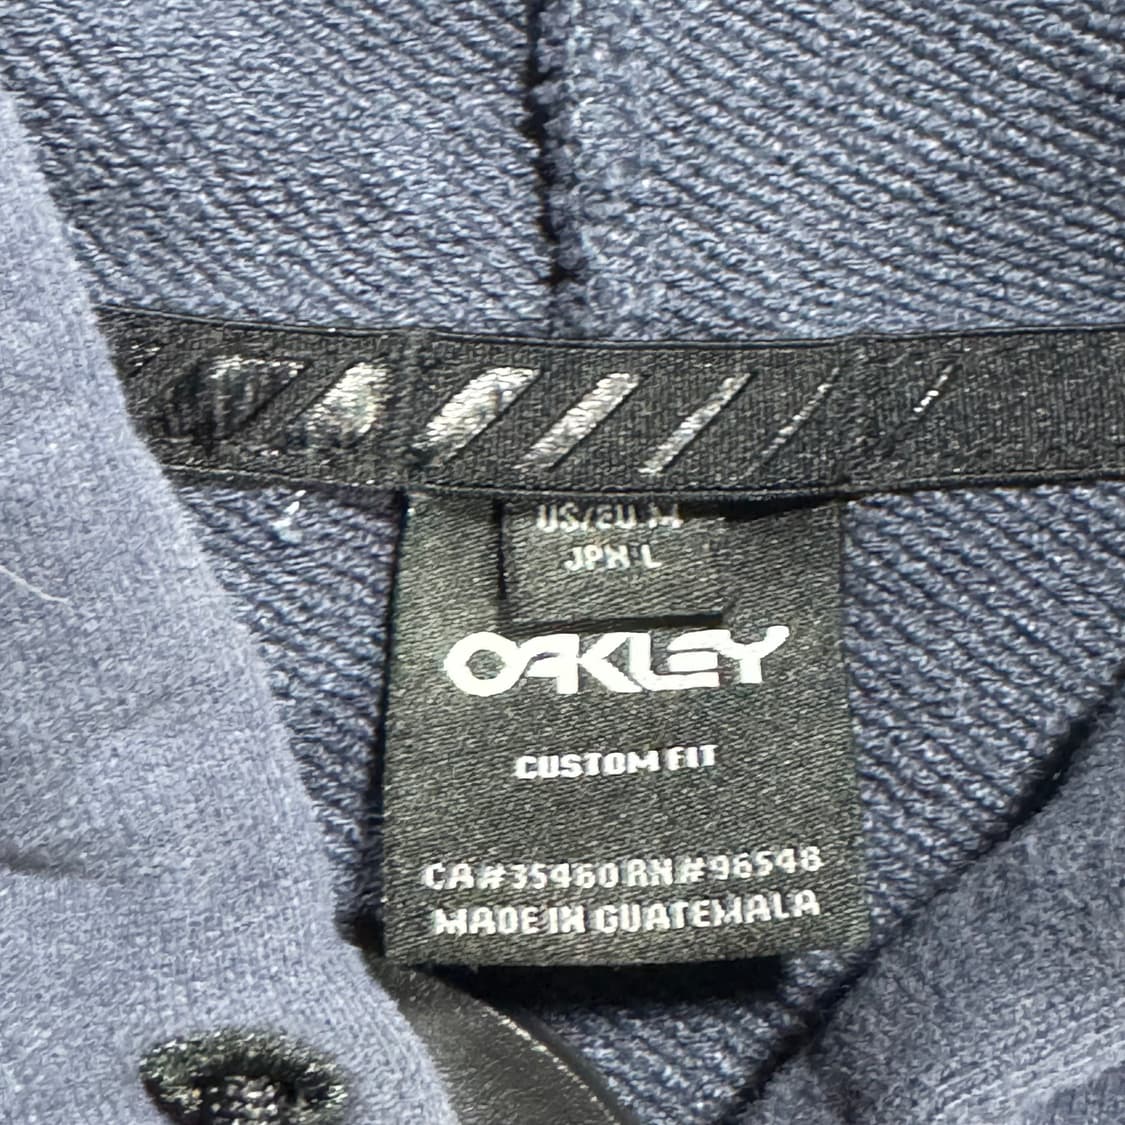 US/EU M
JPN L
OAKLEY
CUSTOM FIT
CA#35460 RN#96548
MADE IN GUATEMALA